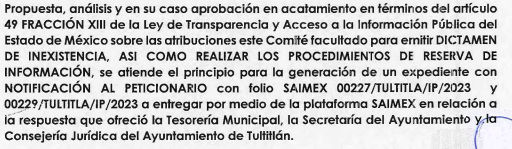 Propuesta, análisis y en su caso aprobación en acatamiento en términos del artículo
49 FRACCIÓN XIII de la Ley de Transparencia y Acceso a la Información Pública del
Estado de México sobre las atribuciones este Comité facultado para emitir DICTAMEN
DE INEXISTENCIA, ASI COMO REALIZAR LOS PROCEDIMIENTOS DE RESERVA DE
INFORMACIÓN, se atiende el principio para la generación de un expediente con
NOTIFICACIÓN AL PETICIONARIO con folio SAIMEX 00227/TULTITLA/IP/2023 y
00229/TULTITLA/IP/2023 a entregar por medio de la plataforma SAIMEX en relación a
la respuesta que ofreció la Tesorería Municipal, la Secretaría del Ayuntamiento y la
Consejería Jurídica del Ayuntamiento de Tultitlán.